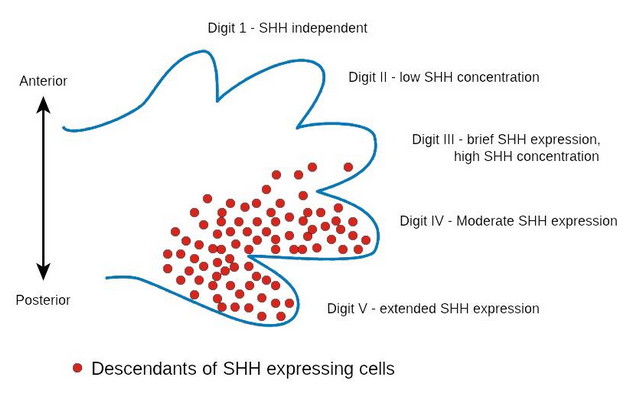 Digit 1 - SHH independent
Anterior
Digit II - low SHH concentration
Digit III - brief SHH expression,
high SHH concentration
Digit IV - Moderate SHH expression
Posterior
Digit V - extended SHH expression
Descendants of SHH expressing cells